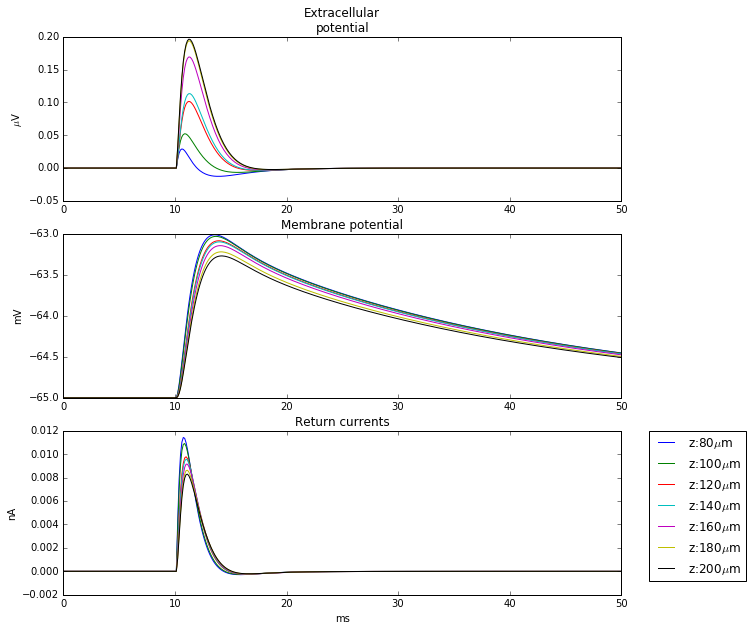 Extracellular
potential
0.20
0.15
0.10
0.05
0.00
−0.05
μV
0 10 20 30 40 50
Membrane potential
−63.0
−63.5
−64.0
−64.5
−65.0
mV
0 10 20 30 40 50
Return currents
0.012
0.010
0.008
0.006
0.004
0.002
0.000
−0.002
nA
0 10 20 30 40 50
ms
z:80μm
z:100μm
z:120μm
z:140μm
z:160μm
z:180μm
z:200μm